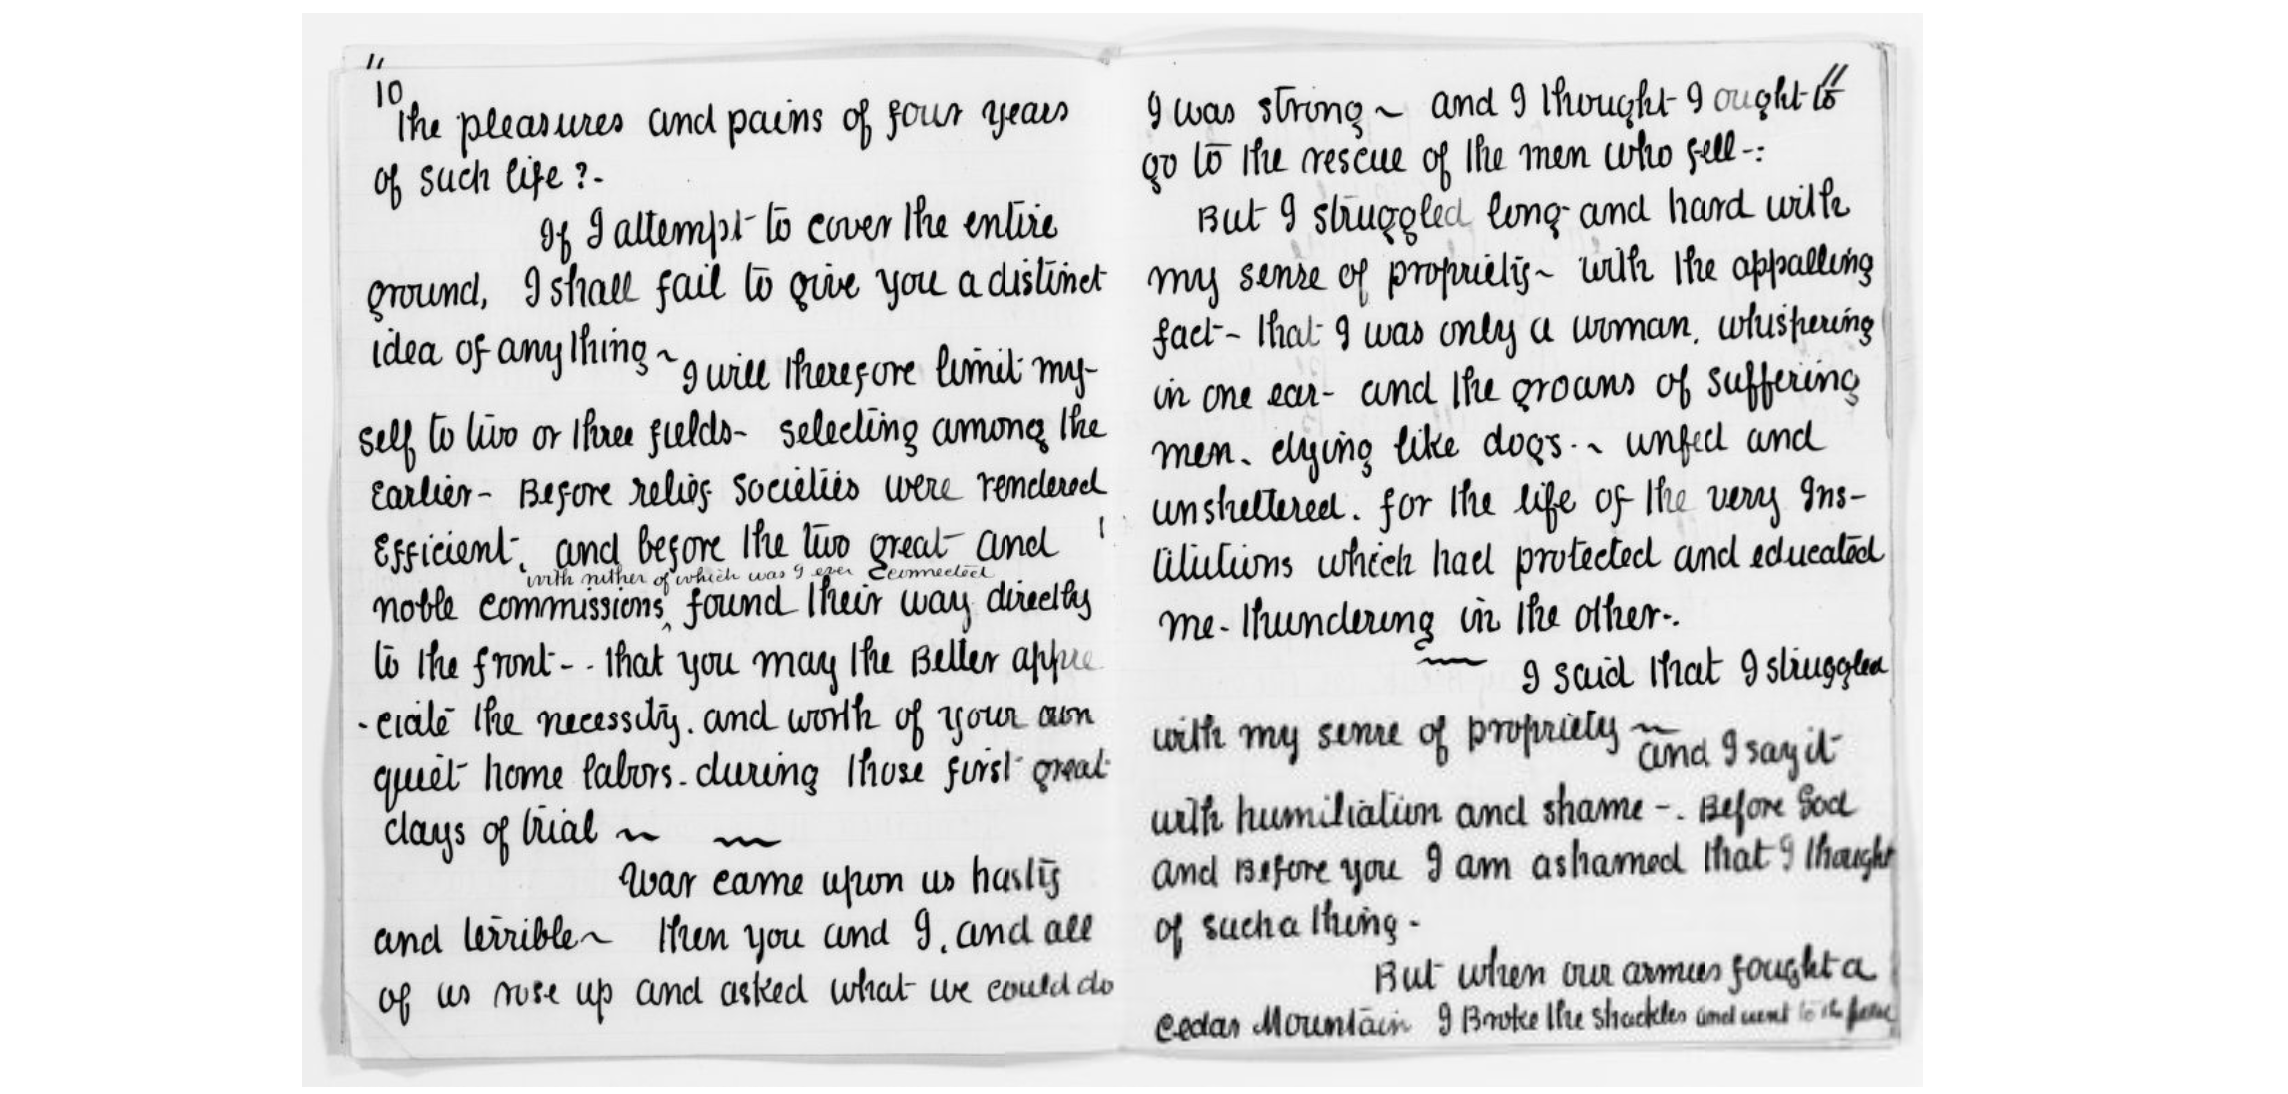 "
10
The pleasures and pains of four years
of such life?-
If I attempt to cover the entire
ground, I shall fail to give you a distinct
idea of anything ~
I will therefore limit my-
self to two or three fields- selecting among the
Earlier- Before relief societies were rendered
Efficient, and before the two great and
with nither of which was I ever connected
noble commissions ^ found their way directly
to the front-- that you may the Better appre
-ciate the necessity. and worth of your own
quiet home labors. during those first great
days of trial ~ ~
War came upon us hasty
and terrible~ then you and I, and all
of us rose up and asked what we could do
11
I was strong ~ and I thought I ought to
go to the rescue of the men who fell-:
But I struggled long and hard with
my sense of propriety~ with the appalling
fact- that I was only a woman. whispering
in one ear- and the groans of suffering
men. dying like dogs.~ unfed and
unsheltered. for the life of the very Ins-
titutions which had protected and educated
me- thundering in the other-.
~ I said that I struggled
with my sense of propriety ~
and I say it
with humiliation and shame -. Before God
and Before you I am ashamed that I thought
of such a thing -
But when our armies fought a
Cedar Mountain I Broke the shackles and went to the